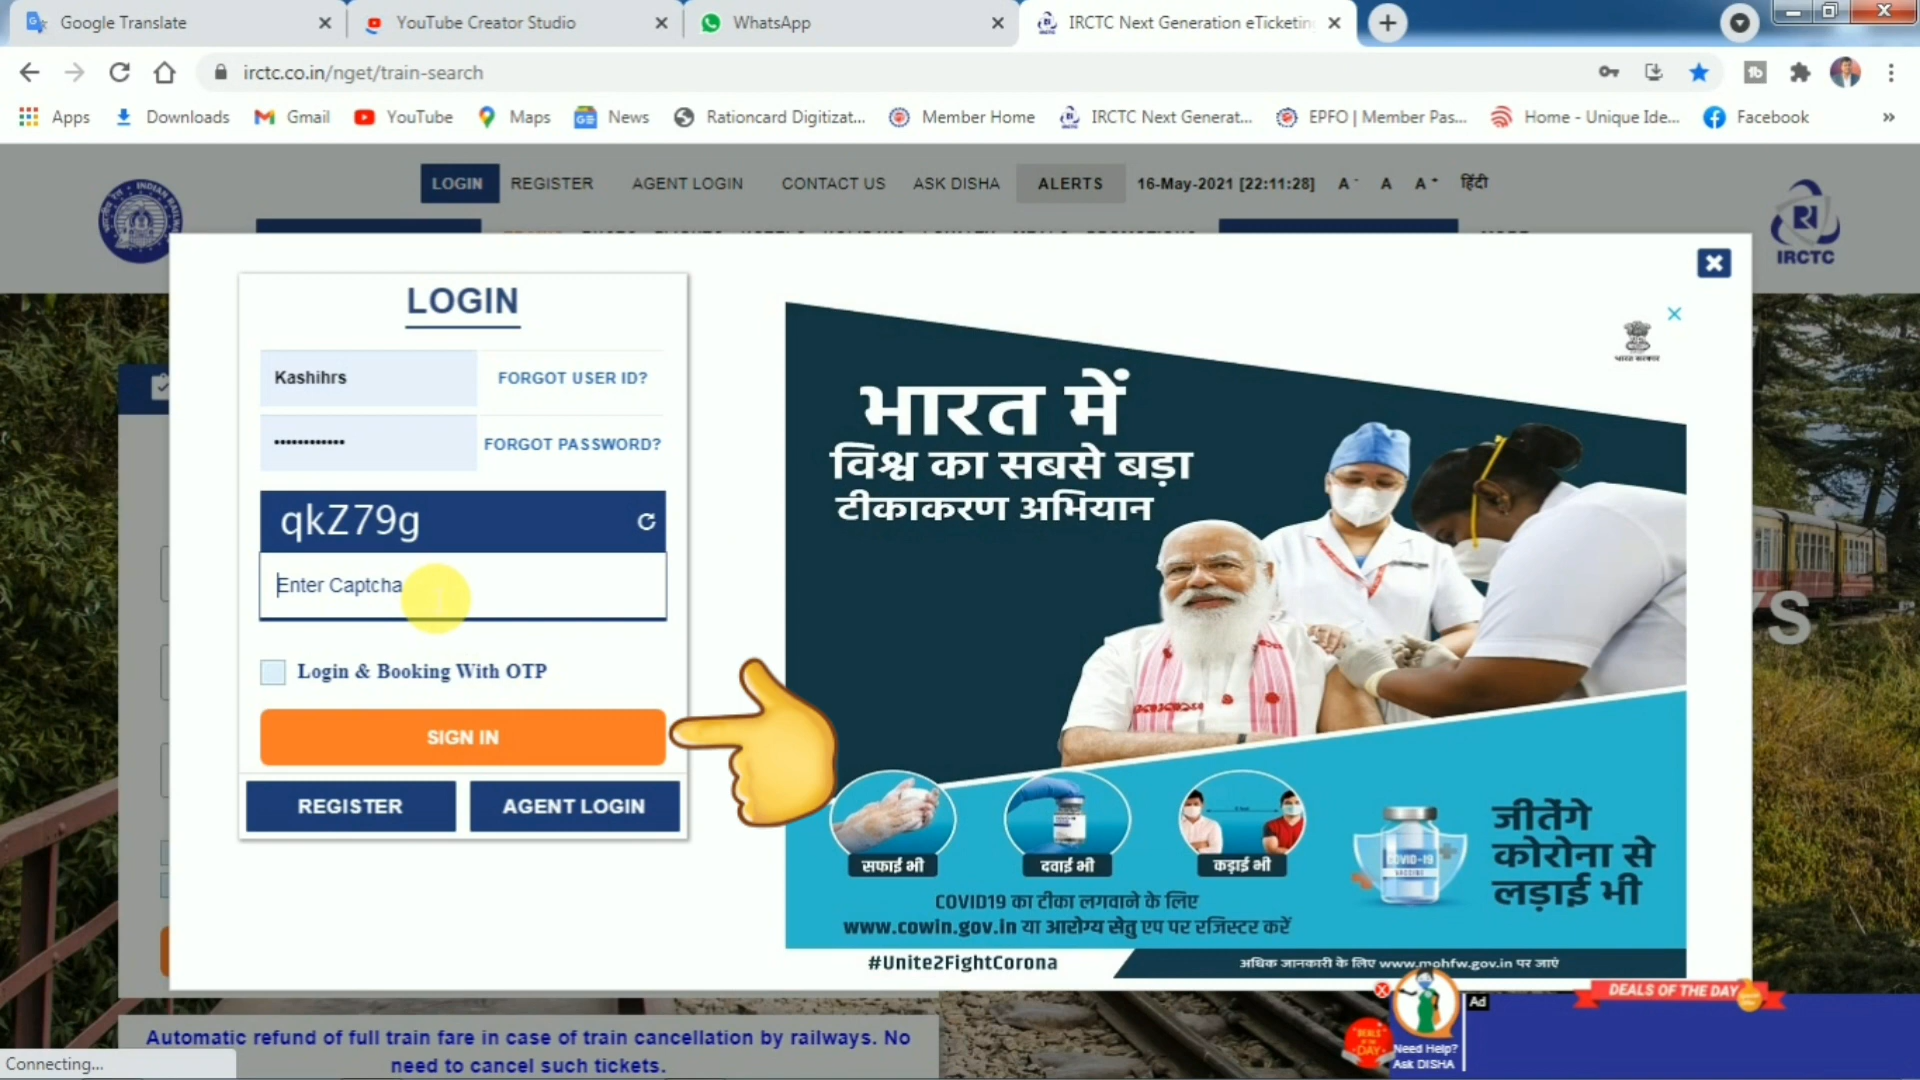 Google Translate
YouTube Creator Studio
WhatsApp
IRCTC Next Generation eTicketin
irctc.co.in/nget/train-search
Apps
Downloads
Gmail
YouTube
Maps
News
Rationcard Digitizat...
Member Home
IRCTC Next Generat...
EPFO | Member Pas...
Home - Unique Ide...
Facebook
»
LOGIN
REGISTER
AGENT LOGIN
CONTACT US
ASK DISHA
ALERTS
16-May-2021 [22:11:28]
A-
A
A+
हिंदी
IRCTC
LOGIN
Kashihrs
FORGOT USER ID?
••••••••••••
FORGOT PASSWORD?
qkZ79g
Enter Captcha
Login & Booking With OTP
SIGN IN
REGISTER
AGENT LOGIN
भारत सरकार
भारत में
विश्व का सबसे बड़ा
टीकाकरण अभियान
सफाई भी
दवाई भी
कड़ाई भी
COVID-19
VACCINE
जीतेंगे
कोरोना से
लड़ाई भी
COVID19 का टीका लगवाने के लिए
www.cowin.gov.in या आरोग्य सेतु एप पर रजिस्टर करें
#Unite2FightCorona
अधिक जानकारी के लिए www.mohfw.gov.in पर जाएं
Ad
DEALS OF THE DAY
Need Help?
Ask DISHA
Automatic refund of full train fare in case of train cancellation by railways. No
need to cancel such tickets.
Connecting...